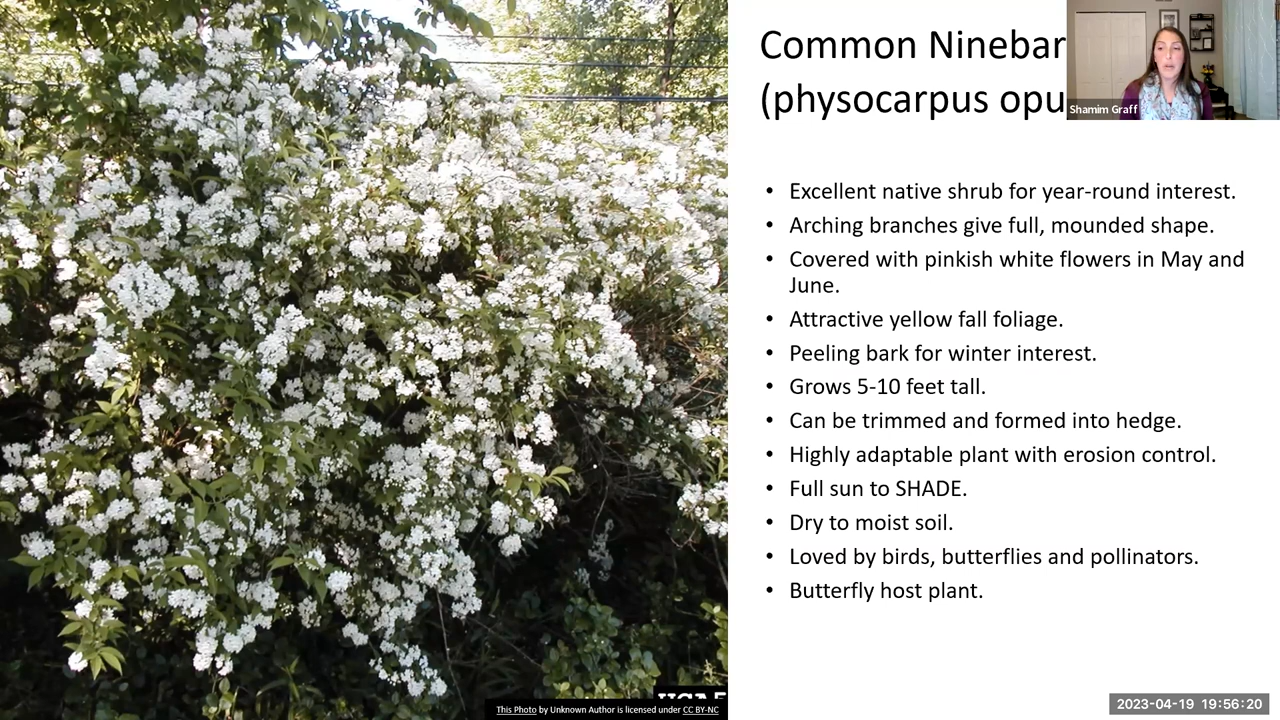 Common Ninebar
(physocarpus opu
Shamim Graff
• Excellent native shrub for year-round interest.
• Arching branches give full, mounded shape.
• Covered with pinkish white flowers in May and
June.
• Attractive yellow fall foliage.
• Peeling bark for winter interest.
• Grows 5-10 feet tall.
• Can be trimmed and formed into hedge.
• Highly adaptable plant with erosion control.
• Full sun to SHADE.
• Dry to moist soil.
• Loved by birds, butterflies and pollinators.
• Butterfly host plant.
This Photo by Unknown Author is licensed under CC BY-NC
2023-04-19 19:56:20